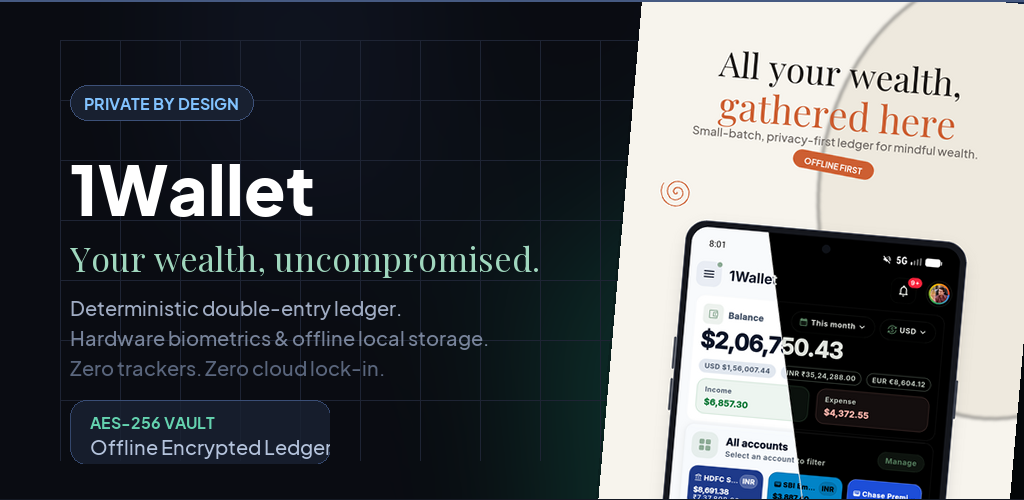 PRIVATE BY DESIGN
1Wallet
Your wealth, uncompromised.
Deterministic double-entry ledger.
Hardware biometrics & offline local storage.
Zero trackers. Zero cloud lock-in.
AES-256 VAULT
Offline Encrypted Ledger
All your wealth,
gathered here
Small-batch, privacy-first ledger for mindful wealth.
OFFLINE FIRST
8:01
5G
1Wallet
9+
Balance
This month
USD
$2,06,750.43
USD $1,56,007.44
INR ₹35,24,288.00
EUR €8,604.12
Income
$6,857.30
Expense
$4,372.55
All accounts
Select an account to filter
Manage
HDFC S...
INR
$8,691.38
SBI Em...
INR
Chase Premi